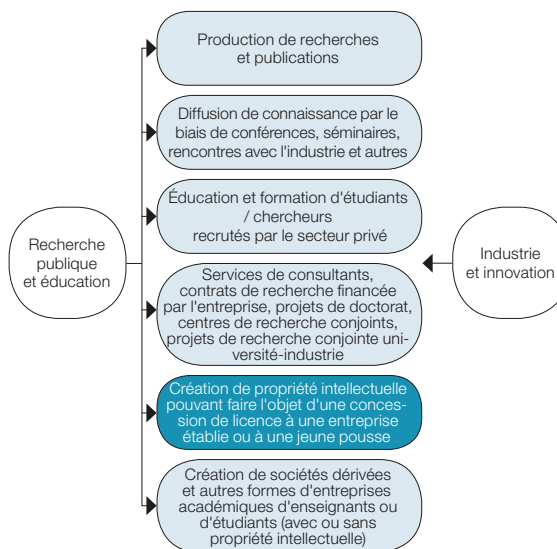 Production de recherches
et publications
Diffusion de connaissance par le
biais de conférences, séminaires,
rencontres avec l'industrie et autres
Éducation et formation d'étudiants
/ chercheurs
recrutés par le secteur privé
Recherche
publique
et éducation
Industrie
et innovation
Services de consultants,
contrats de recherche financée
par l'entreprise, projets de doctorat,
centres de recherche conjoints,
projets de recherche conjointe uni-
versité-industrie
Création de propriété intellectuelle
pouvant faire l'objet d'une conces-
sion de licence à une entreprise
établie ou à une jeune pousse
Création de sociétés dérivées
et autres formes d'entreprises
académiques d'enseignants ou
d'étudiants (avec ou sans
propriété intellectuelle)